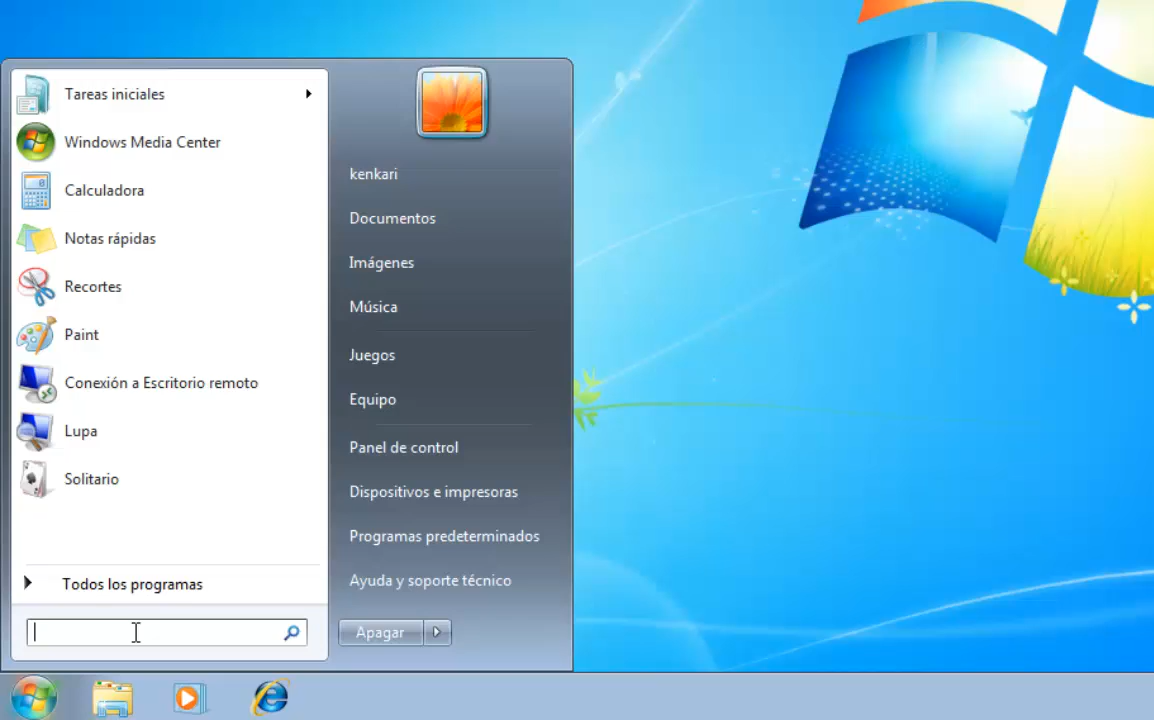 Tareas iniciales
Windows Media Center
Calculadora
Notas rápidas
Recortes
Paint
Conexión a Escritorio remoto
Lupa
Solitario
Todos los programas
kenkari
Documentos
Imágenes
Música
Juegos
Equipo
Panel de control
Dispositivos e impresoras
Programas predeterminados
Ayuda y soporte técnico
Apagar